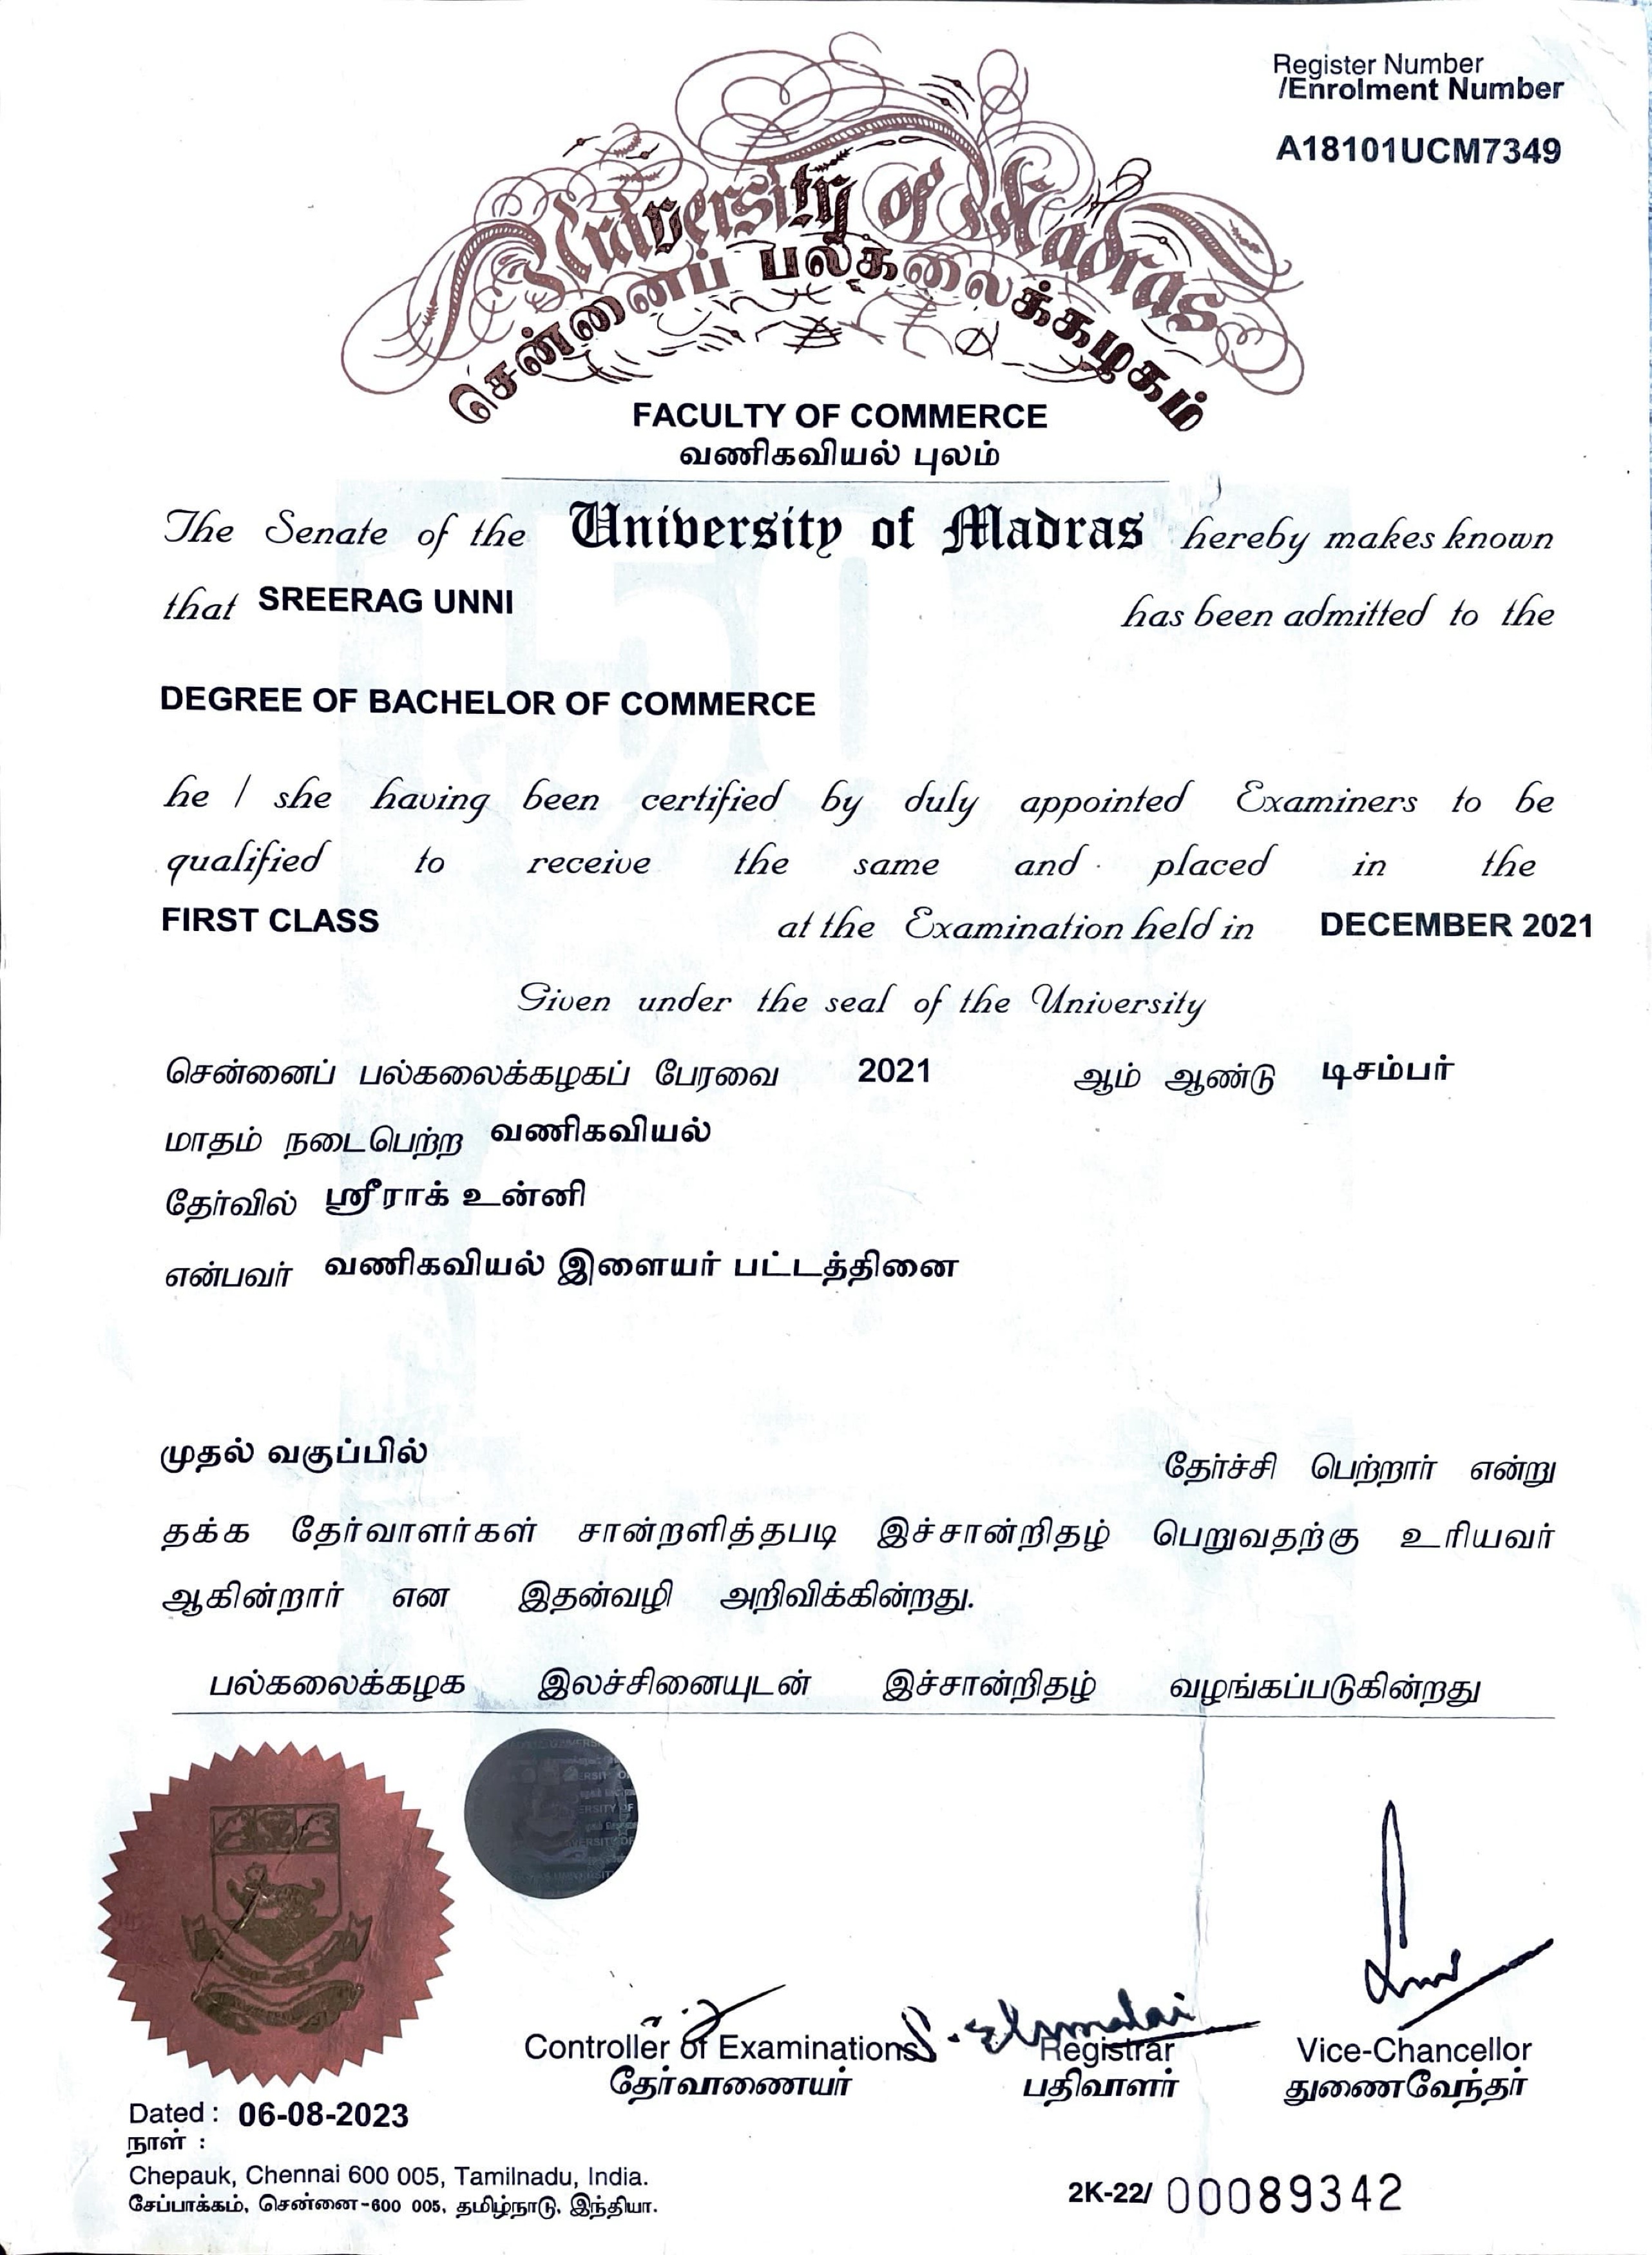 Register Number
/Enrolment Number
A18101UCM7349
University of Madras
சென்னைப் பல்கலைக்கழகம்
FACULTY OF COMMERCE
வணிகவியல் புலம்
The Senate of the University of Madras hereby makes known
that SREERAG UNNI has been admitted to the
DEGREE OF BACHELOR OF COMMERCE
he / she having been certified by duly appointed Examiners to be
qualified to receive the same and placed in the
FIRST CLASS at the Examination held in DECEMBER 2021
Given under the seal of the University
சென்னைப் பல்கலைக்கழகப் பேரவை 2021 ஆம் ஆண்டு டிசம்பர்
மாதம் நடைபெற்ற வணிகவியல்
தேர்வில் ஸ்ரீராக் உன்னி
என்பவர் வணிகவியல் இளையர் பட்டத்தினை
முதல் வகுப்பில் தேர்ச்சி பெற்றார் என்று
தக்க தேர்வாளர்கள் சான்றளித்தபடி இச்சான்றிதழ் பெறுவதற்கு உரியவர்
ஆகின்றார் என இதன்வழி அறிவிக்கின்றது.
பல்கலைக்கழக இலச்சினையுடன் இச்சான்றிதழ் வழங்கப்படுகின்றது
Controller of Examinations Registrar Vice-Chancellor
தேர்வாணையர் பதிவாளர் துணைவேந்தர்
Dated : 06-08-2023
நாள் :
Chepauk, Chennai 600 005, Tamilnadu, India.
சேப்பாக்கம், சென்னை-600 005, தமிழ்நாடு, இந்தியா.
2K-22/ 00089342